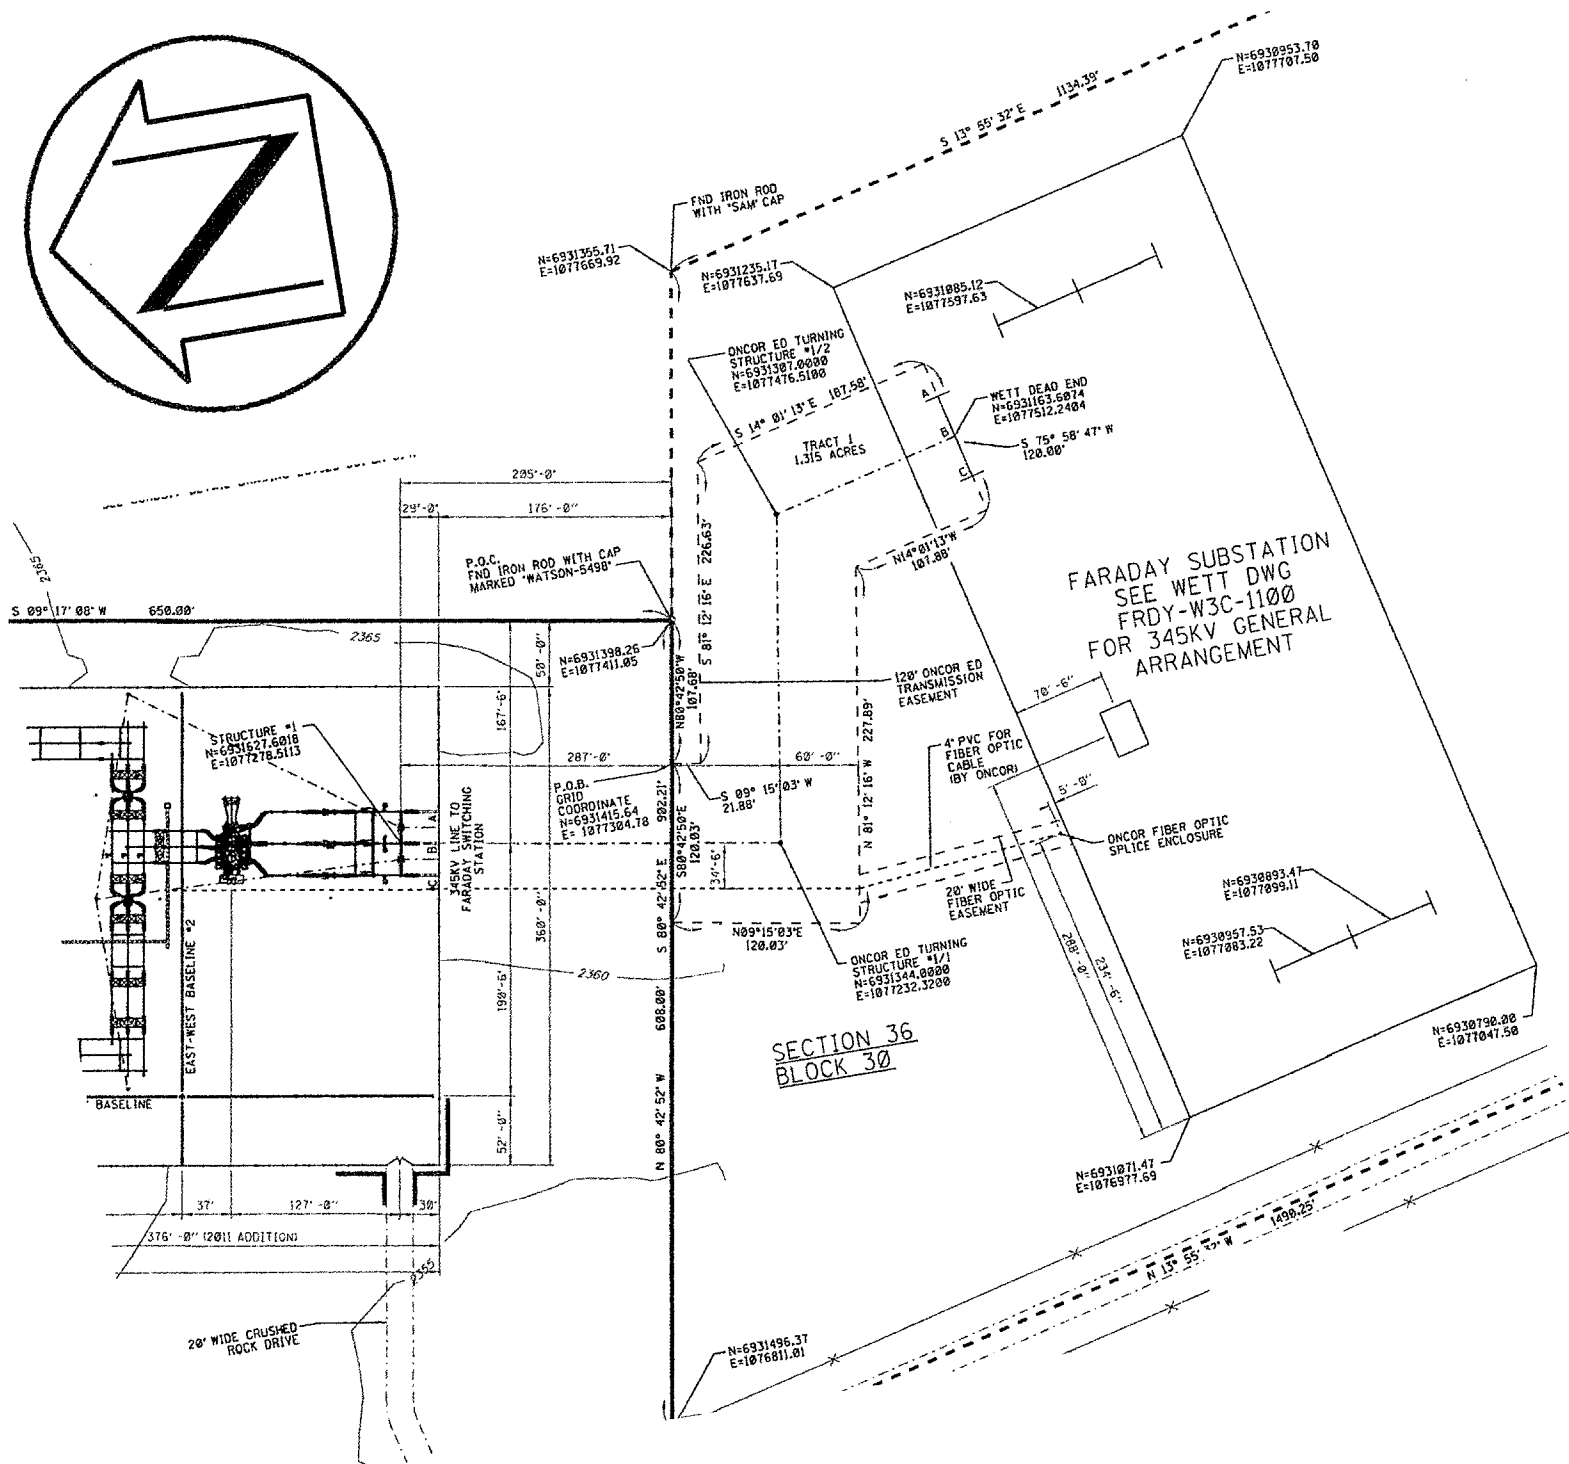 N=6930953.70
E=1077707.50
S 13° 55' 32" E 1134.39'
FND IRON ROD
WITH "SAM" CAP
N=6931355.71
E=1077669.92
N=6931235.17
E=1077637.69
N=6931085.12
E=1077597.63
ONCOR ED TURNING
STRUCTURE #1/2
N=6931307.0000
E=1077476.5100
S 14° 01' 13" E 187.58'
TRACT 1
1.315 ACRES
A
B
C
WETT DEAD END
N=6931163.6074
E=1077512.2404
S 75° 58' 47" W
120.00'
205'-0"
29'-0"
176'-0"
P.O.C.
FND IRON ROD WITH CAP
MARKED "WATSON-5498"
S 81° 12' 16" E 226.63'
N14°01'13"W
107.88'
FARADAY SUBSTATION
SEE WETT DWG
FRDY-W3C-1100
FOR 345KV GENERAL
ARRANGEMENT
2365
S 09° 17' 08" W 650.00'
2365
N=6931398.26
E=1077411.05
50'-0"
N80°42'50"W
107.68'
120' ONCOR ED
TRANSMISSION
EASEMENT
70'-6"
STRUCTURE #1
N=6931627.6018
E=1077278.5113
167'-6"
287'-0"
60'-0"
4" PVC FOR
FIBER OPTIC
CABLE
(BY ONCOR)
P.O.B.
GRID
COORDINATE
N=6931415.64
E= 1077304.78
S 09° 15' 03" W
21.88'
N 81° 12' 16" W 227.89'
5'-0"
A
B
C
345KV LINE TO
FARADAY SWITCHING
STATION
S80°42'50"E
120.03'
34'-6"
ONCOR FIBER OPTIC
SPLICE ENCLOSURE
20' WIDE
FIBER OPTIC
EASEMENT
N=6930893.47
E=1077099.11
S 80° 42' 52" E 902.21'
360'-0"
N09°15'03"E
120.03'
N=6930957.53
E=1077083.22
EAST-WEST BASELINE #2
190'-6"
2360
ONCOR ED TURNING
STRUCTURE #1/1
N=6931344.0000
E=1077232.3200
288'-0"
234'-6"
N=6930790.00
E=1077047.50
SECTION 36
BLOCK 30
N 80° 42' 52" W 608.00'
BASELINE
52'-0"
N=6931071.47
E=1076977.69
37'
127'-0"
30'
376'-0" (2011 ADDITION)
2355
N 13° 55' 32" W 1490.25'
20' WIDE CRUSHED
ROCK DRIVE
N=6931496.37
E=1076811.01